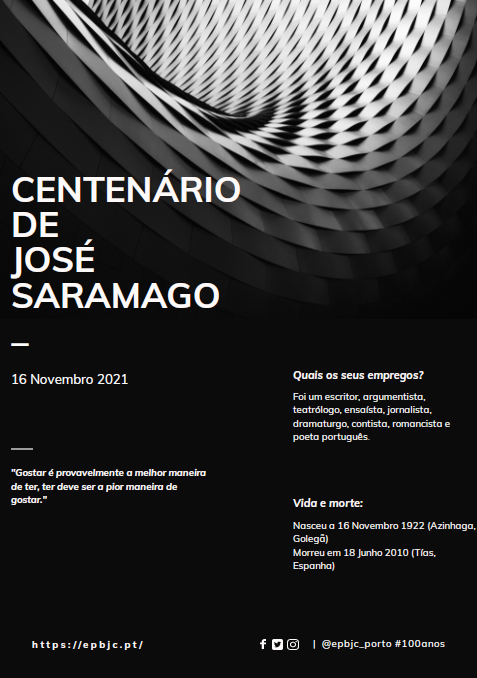 CENTENÁRIO
DE
JOSÉ
SARAMAGO
16 Novembro 2021
"Gostar é provavelmente a melhor maneira
de ter, ter deve ser a pior maneira de
gostar."
Quais os seus empregos?
Foi um escritor, argumentista,
teatrólogo, ensaísta, jornalista,
dramaturgo, contista, romancista e
poeta português.
Vida e morte:
Nasceu a 16 Novembro 1922 (Azinhaga,
Golegã)
Morreu em 18 Junho 2010 (Tías,
Espanha)
https://epbjc.pt/
| @epbjc_porto #100anos